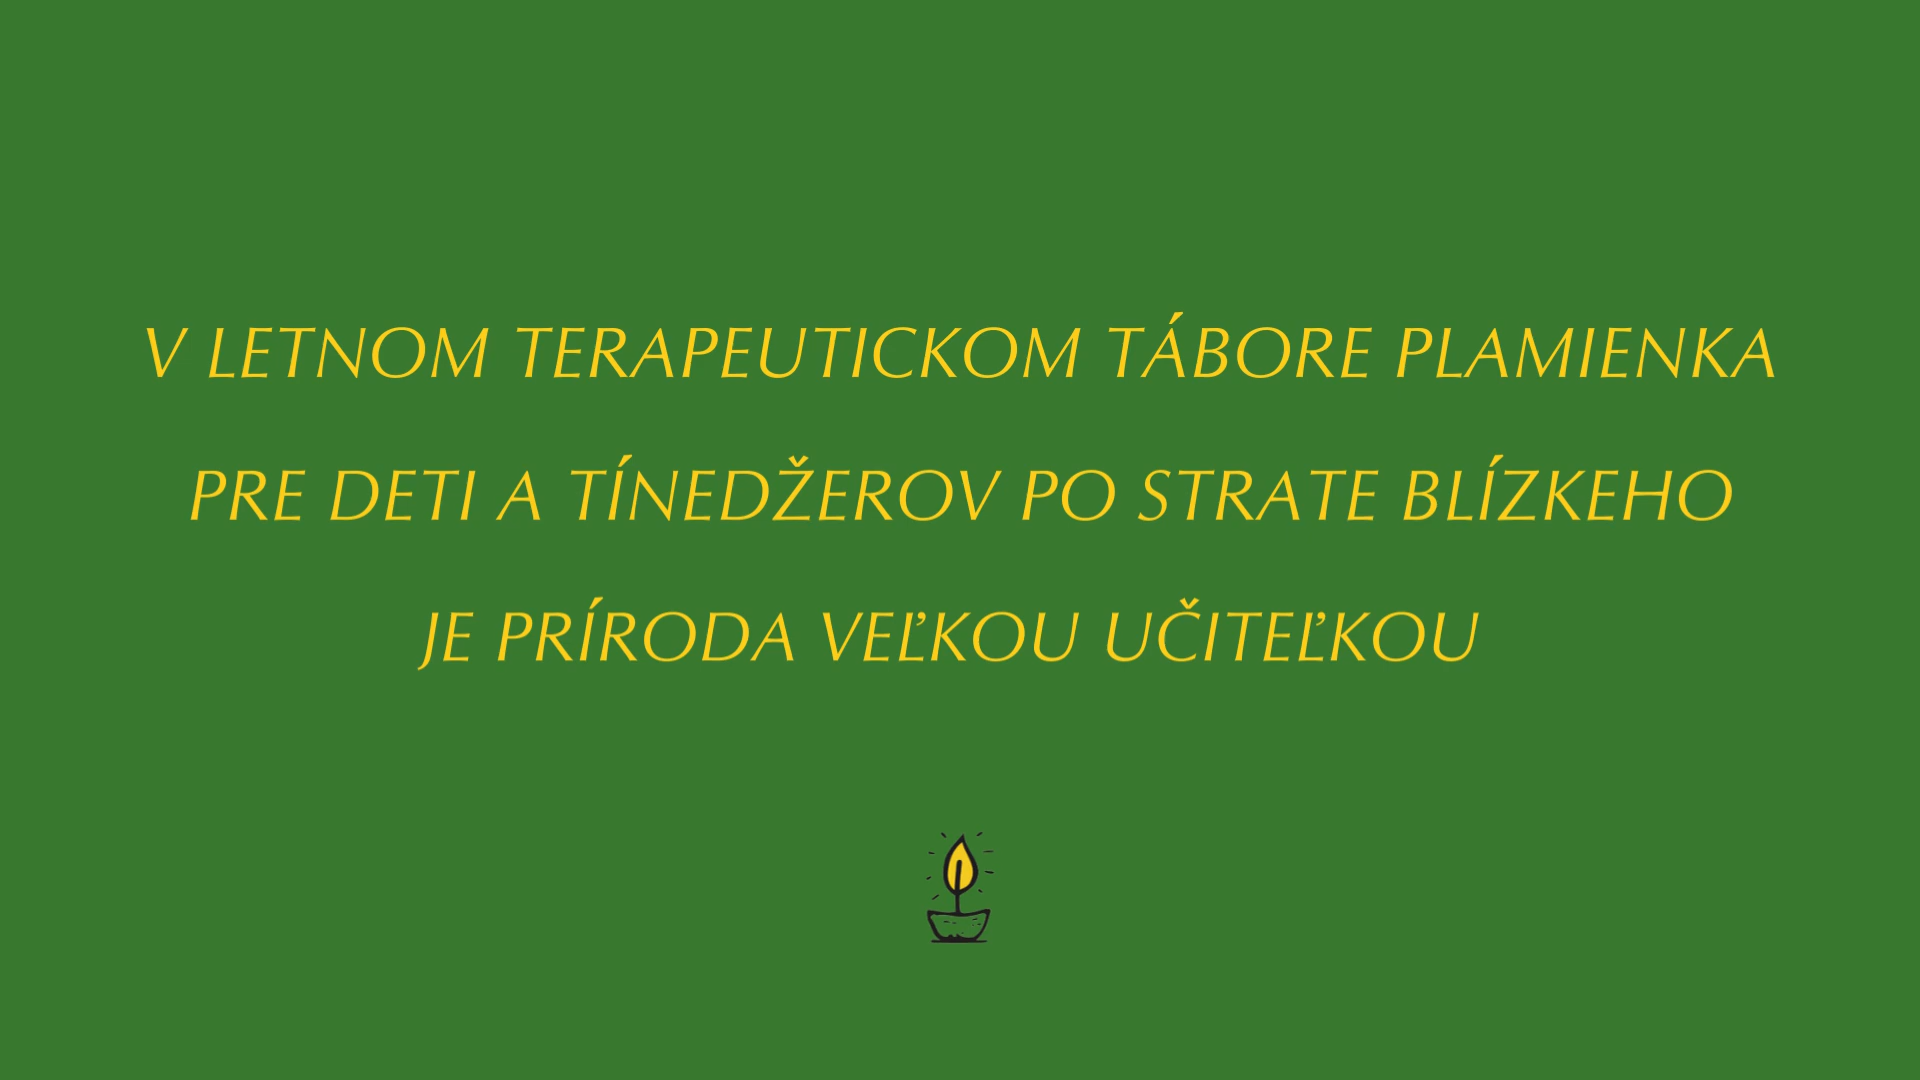 V LETNOM TERAPEUTICKOM TÁBORE PLAMIENKA
PRE DETI A TÍNEDŽEROV PO STRATE BLÍZKEHO
JE PRÍRODA VEĽKOU UČITEĽKOU